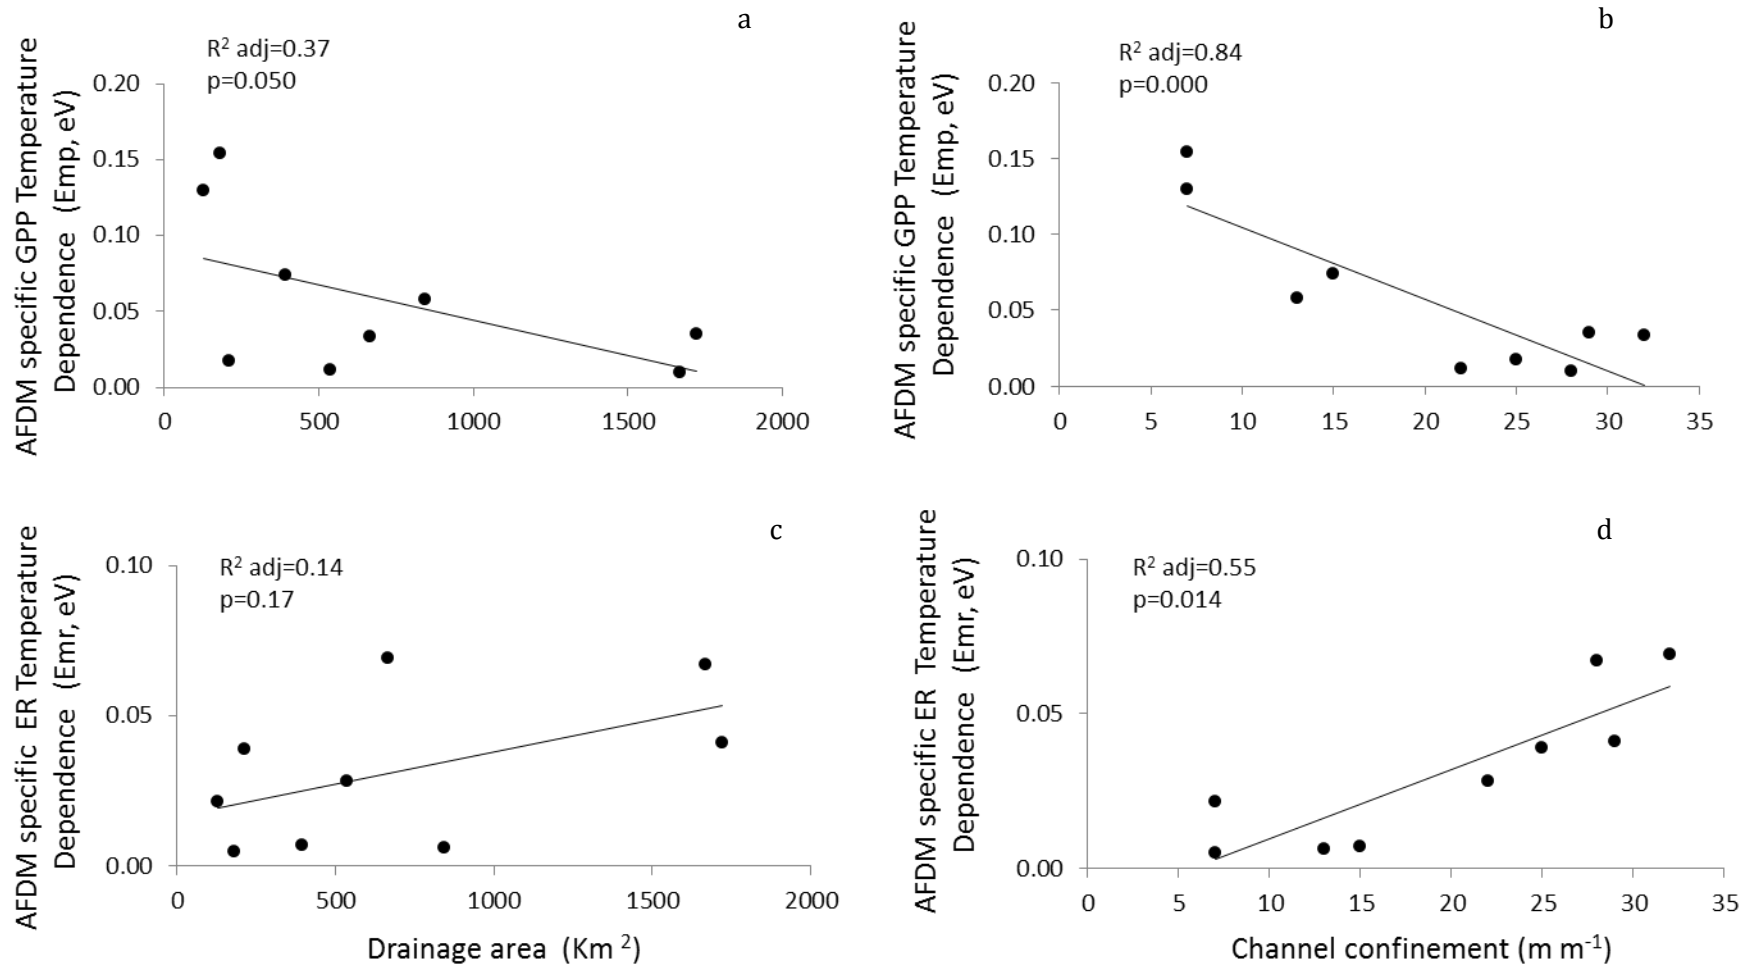 a
R² adj=0.37
p=0.050
AFDM specific GPP Temperature
Dependence (Emp, eV)
0.20
0.15
0.10
0.05
0.00
0 500 1000 1500 2000
b
R² adj=0.84
p=0.000
AFDM specific GPP Temperature
Dependence (Emp, eV)
0.20
0.15
0.10
0.05
0.00
0 5 10 15 20 25 30 35
c
R² adj=0.14
p=0.17
AFDM specific ER Temperature
Dependence (Emr, eV)
0.10
0.05
0.00
0 500 1000 1500 2000
Drainage area (Km ²)
d
R² adj=0.55
p=0.014
AFDM specific ER Temperature
Dependence (Emr, eV)
0.10
0.05
0.00
0 5 10 15 20 25 30 35
Channel confinement (m m⁻¹)